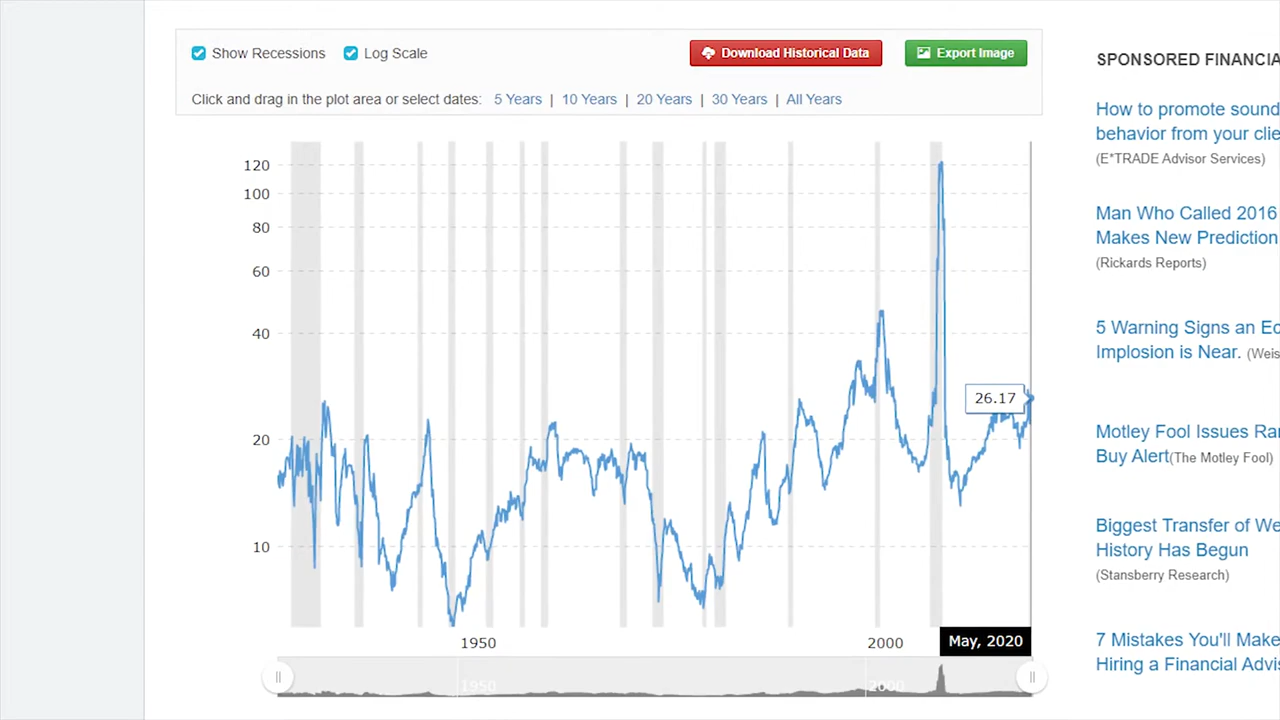 Show Recessions Log Scale Download Historical Data Export Image
Click and drag in the plot area or select dates: 5 Years | 10 Years | 20 Years | 30 Years | All Years
120
100
80
60
40
20
10
26.17
1950
2000
May, 2020
1950
2000
SPONSORED FINANCIA
How to promote sound
behavior from your clie
(E*TRADE Advisor Services)
Man Who Called 2016
Makes New Prediction
(Rickards Reports)
5 Warning Signs an Ec
Implosion is Near. (Weis
Motley Fool Issues Rar
Buy Alert(The Motley Fool)
Biggest Transfer of We
History Has Begun
(Stansberry Research)
7 Mistakes You'll Make
Hiring a Financial Advis